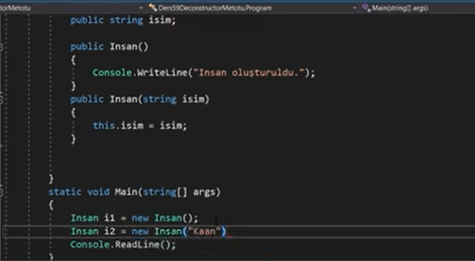 torMetotu
Ders59DeconstructorMetotu.Program
Main(string[] args)
public string isim;
public Insan()
{
Console.WriteLine("Insan oluşturuldu.");
}
public Insan(string isim)
{
this.isim = isim;
}
}
static void Main(string[] args)
{
Insan i1 = new Insan();
Insan i2 = new Insan("Kaan")
Console.ReadLine();
}